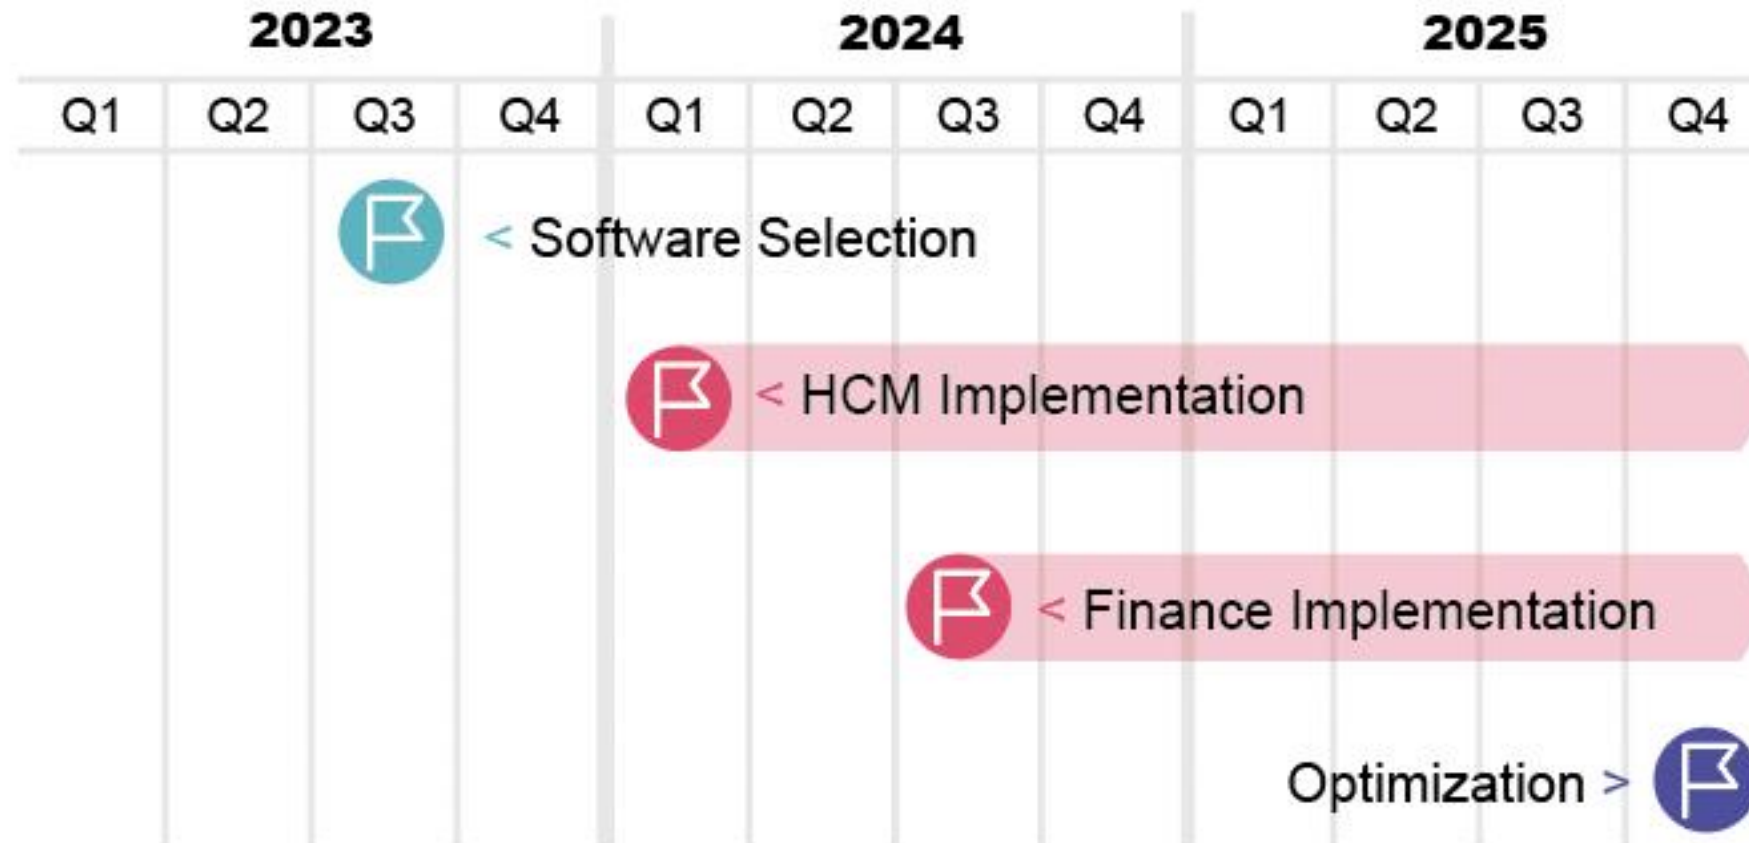 2023 2024 2025
Q1 Q2 Q3 Q4 Q1 Q2 Q3 Q4 Q1 Q2 Q3 Q4
< Software Selection
< HCM Implementation
< Finance Implementation
Optimization >